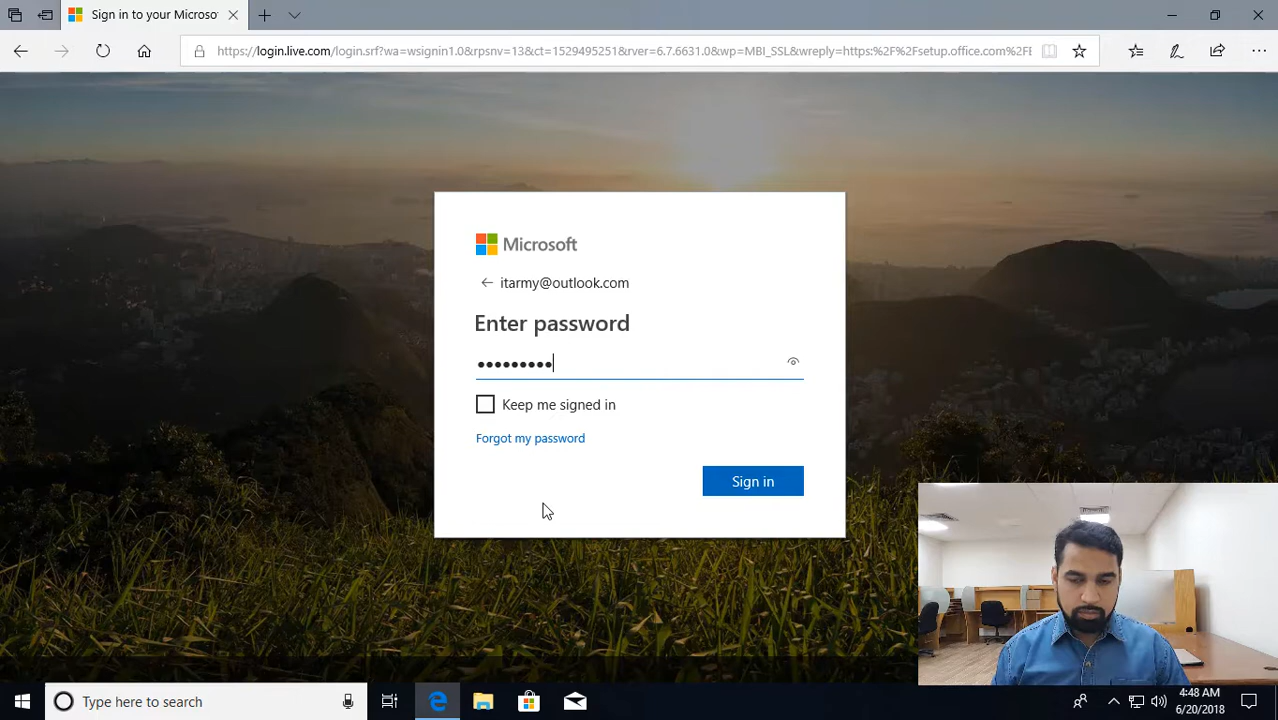 Sign in to your Microsof
https://login.live.com/login.srf?wa=wsignin1.0&rpsnv=13&ct=1529495251&rver=6.7.6631.0&wp=MBI_SSL&wreply=https:%2F%2Fsetup.office.com%2FE
Microsoft
itarmy@outlook.com
Enter password
Keep me signed in
Forgot my password
Sign in
Type here to search
4:48 AM
6/20/2018